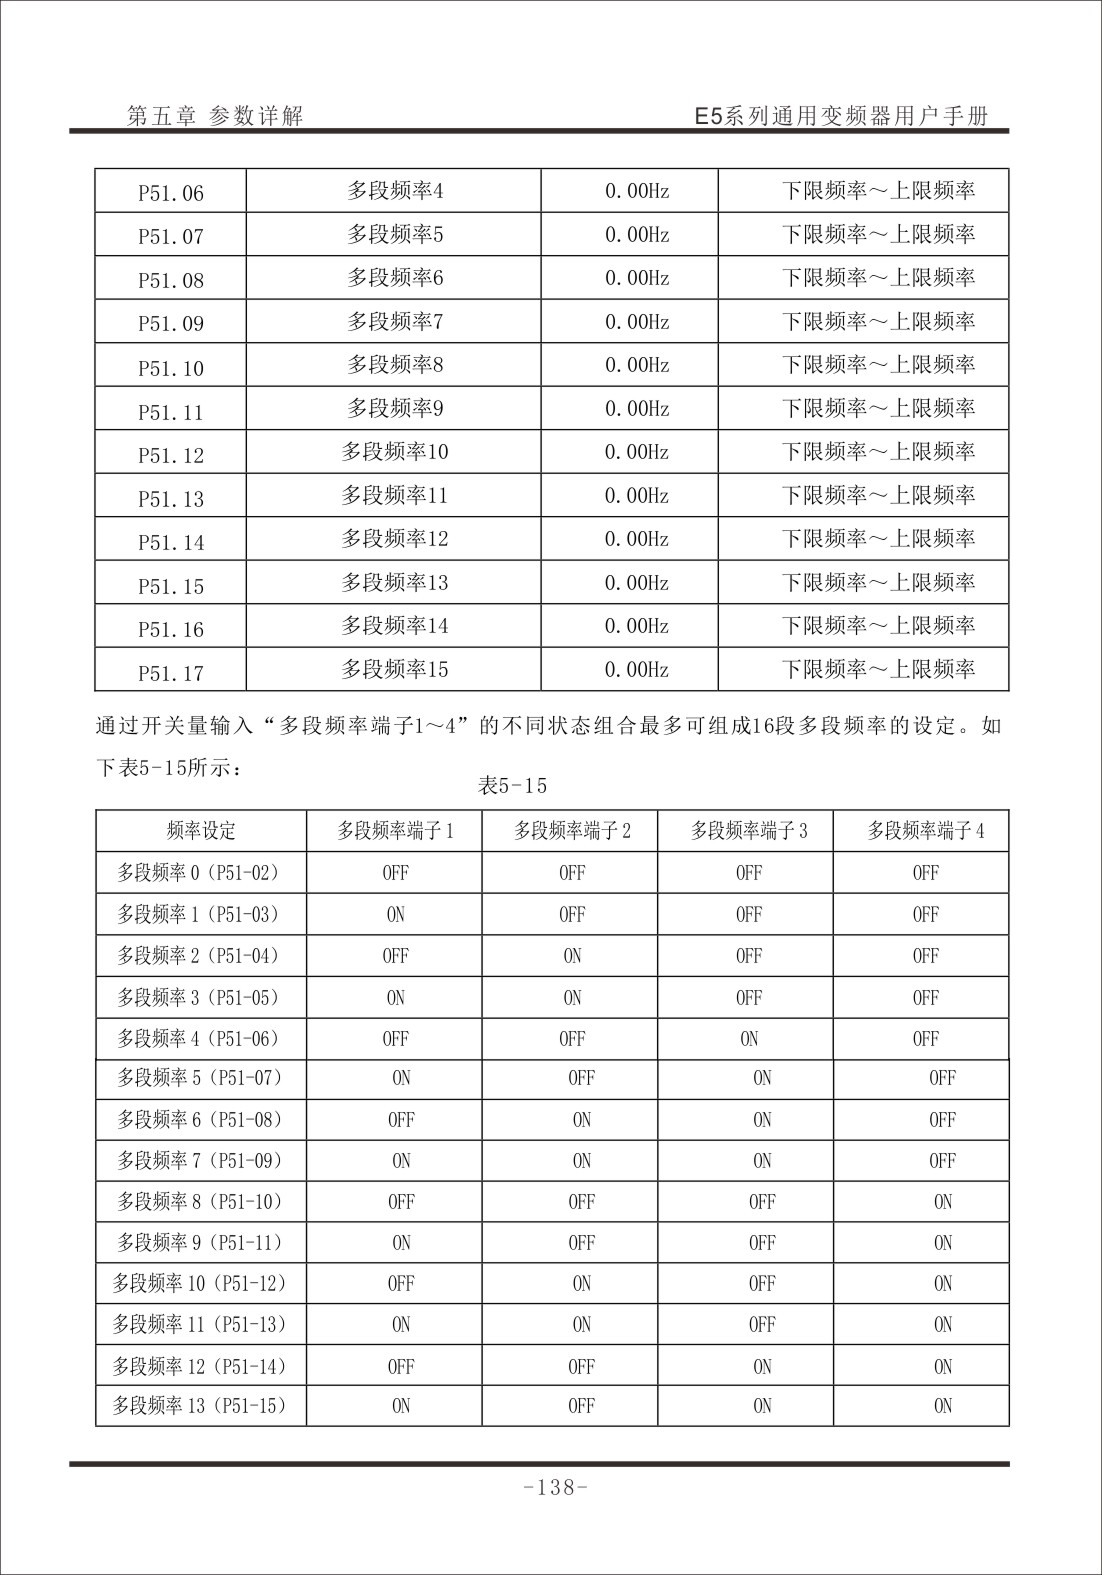 第五章 参数详解 E5系列通用变频器用户手册
P51.06 多段频率4 0.00Hz 下限频率～上限频率
P51.07 多段频率5 0.00Hz 下限频率～上限频率
P51.08 多段频率6 0.00Hz 下限频率～上限频率
P51.09 多段频率7 0.00Hz 下限频率～上限频率
P51.10 多段频率8 0.00Hz 下限频率～上限频率
P51.11 多段频率9 0.00Hz 下限频率～上限频率
P51.12 多段频率10 0.00Hz 下限频率～上限频率
P51.13 多段频率11 0.00Hz 下限频率～上限频率
P51.14 多段频率12 0.00Hz 下限频率～上限频率
P51.15 多段频率13 0.00Hz 下限频率～上限频率
P51.16 多段频率14 0.00Hz 下限频率～上限频率
P51.17 多段频率15 0.00Hz 下限频率～上限频率
通过开关量输入“多段频率端子1～4”的不同状态组合最多可组成16段多段频率的设定。如
下表5-15所示：
表5-15
频率设定 多段频率端子1 多段频率端子2 多段频率端子3 多段频率端子4
多段频率0（P51-02） OFF OFF OFF OFF
多段频率1（P51-03） ON OFF OFF OFF
多段频率2（P51-04） OFF ON OFF OFF
多段频率3（P51-05） ON ON OFF OFF
多段频率4（P51-06） OFF OFF ON OFF
多段频率5（P51-07） ON OFF ON OFF
多段频率6（P51-08） OFF ON ON OFF
多段频率7（P51-09） ON ON ON OFF
多段频率8（P51-10） OFF OFF OFF ON
多段频率9（P51-11） ON OFF OFF ON
多段频率10（P51-12） OFF ON OFF ON
多段频率11（P51-13） ON ON OFF ON
多段频率12（P51-14） OFF OFF ON ON
多段频率13（P51-15） ON OFF ON ON
-138-